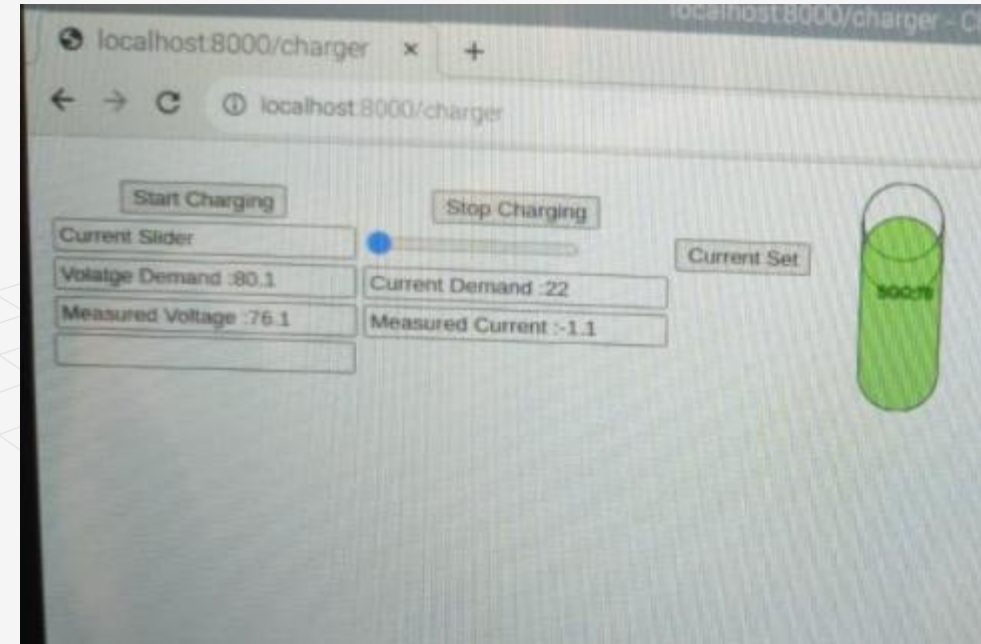 localhost:8000/charger - C
localhost:8000/charger × +
localhost:8000/charger
Start Charging
Stop Charging
Current Slider
Current Set
Volatge Demand :80.1
Current Demand :22
Measured Voltage :76.1
Measured Current :-1.1